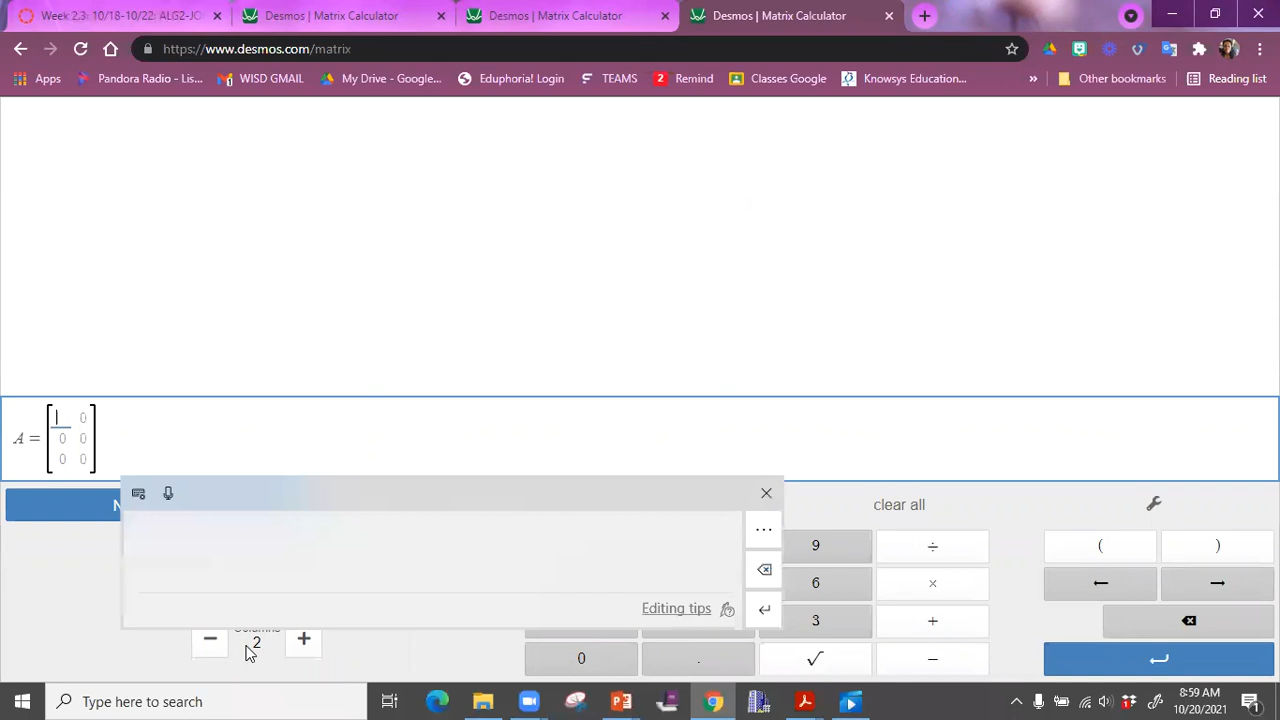 Week 2.3: 10/18-10/22: ALG2-JO
Desmos | Matrix Calculator
Desmos | Matrix Calculator
Desmos | Matrix Calculator
https://www.desmos.com/matrix
Apps
Pandora Radio - Lis...
WISD GMAIL
My Drive - Google...
Eduphoria! Login
TEAMS
2 Remind
Classes Google
Knowsys Education...
»
Other bookmarks
Reading list
A =
0
0 0
0 0
N
clear all
9 ÷ ( )
6 × ← →
Editing tips
3 +
− 2 +
0 . √ −
Type here to search
8:59 AM
10/20/2021
1